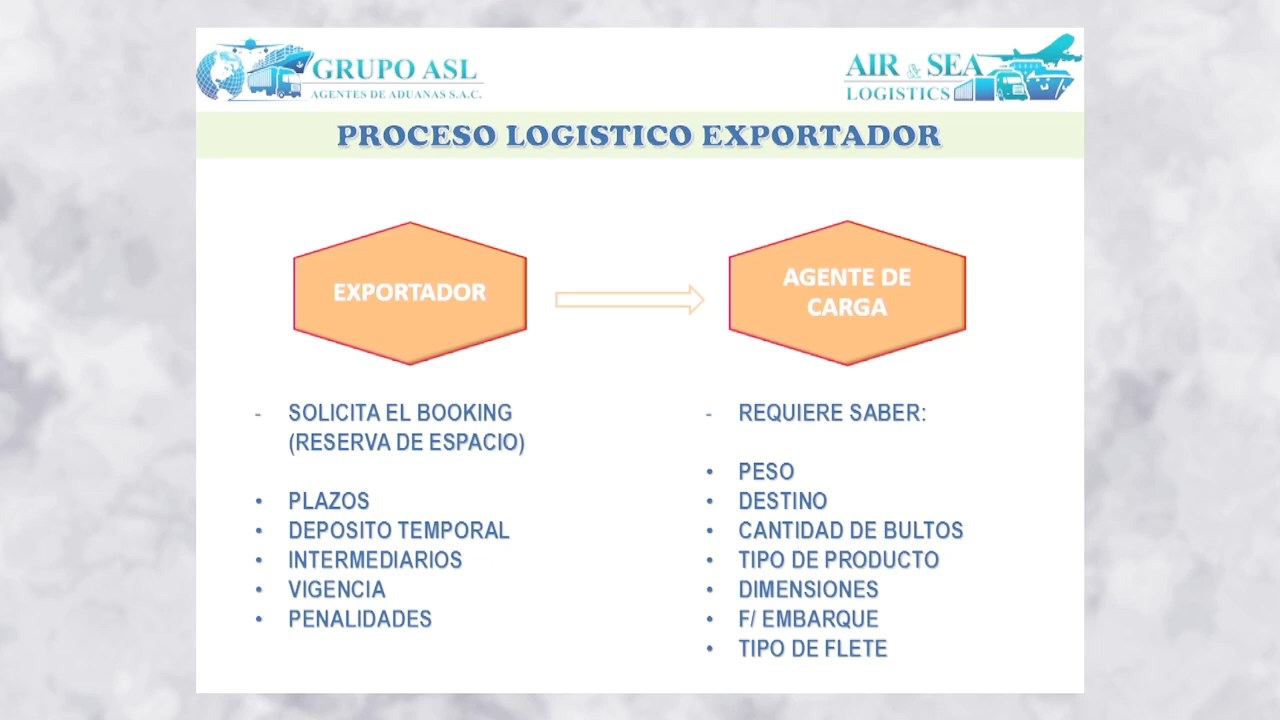 GRUPO ASL
AGENTES DE ADUANAS S.A.C.
AIR & SEA
LOGISTICS
PROCESO LOGISTICO EXPORTADOR
EXPORTADOR
AGENTE DE
CARGA
- SOLICITA EL BOOKING
(RESERVA DE ESPACIO)
• PLAZOS
• DEPOSITO TEMPORAL
• INTERMEDIARIOS
• VIGENCIA
• PENALIDADES
- REQUIERE SABER:
• PESO
• DESTINO
• CANTIDAD DE BULTOS
• TIPO DE PRODUCTO
• DIMENSIONES
• F/ EMBARQUE
• TIPO DE FLETE